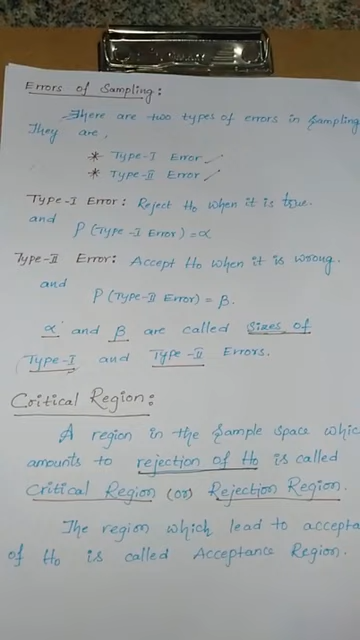 Errors of Sampling:
There are two types of errors in Sampling
They are,
* Type-I Error ✓
* Type-II Error ✓
Type-I Error: Reject H₀ when it is true.
and
P(Type-I Error) = α
Type-II Error: Accept H₀ when it is wrong.
and
P(Type-II Error) = β.
α and β are called Sizes of
Type-I and Type-II Errors.
Critical Region:
A region in the Sample space whic
amounts to rejection of H₀ is called
Critical Region (or) Rejection Region.
The region which lead to accepta
of H₀ is called Acceptance Region.